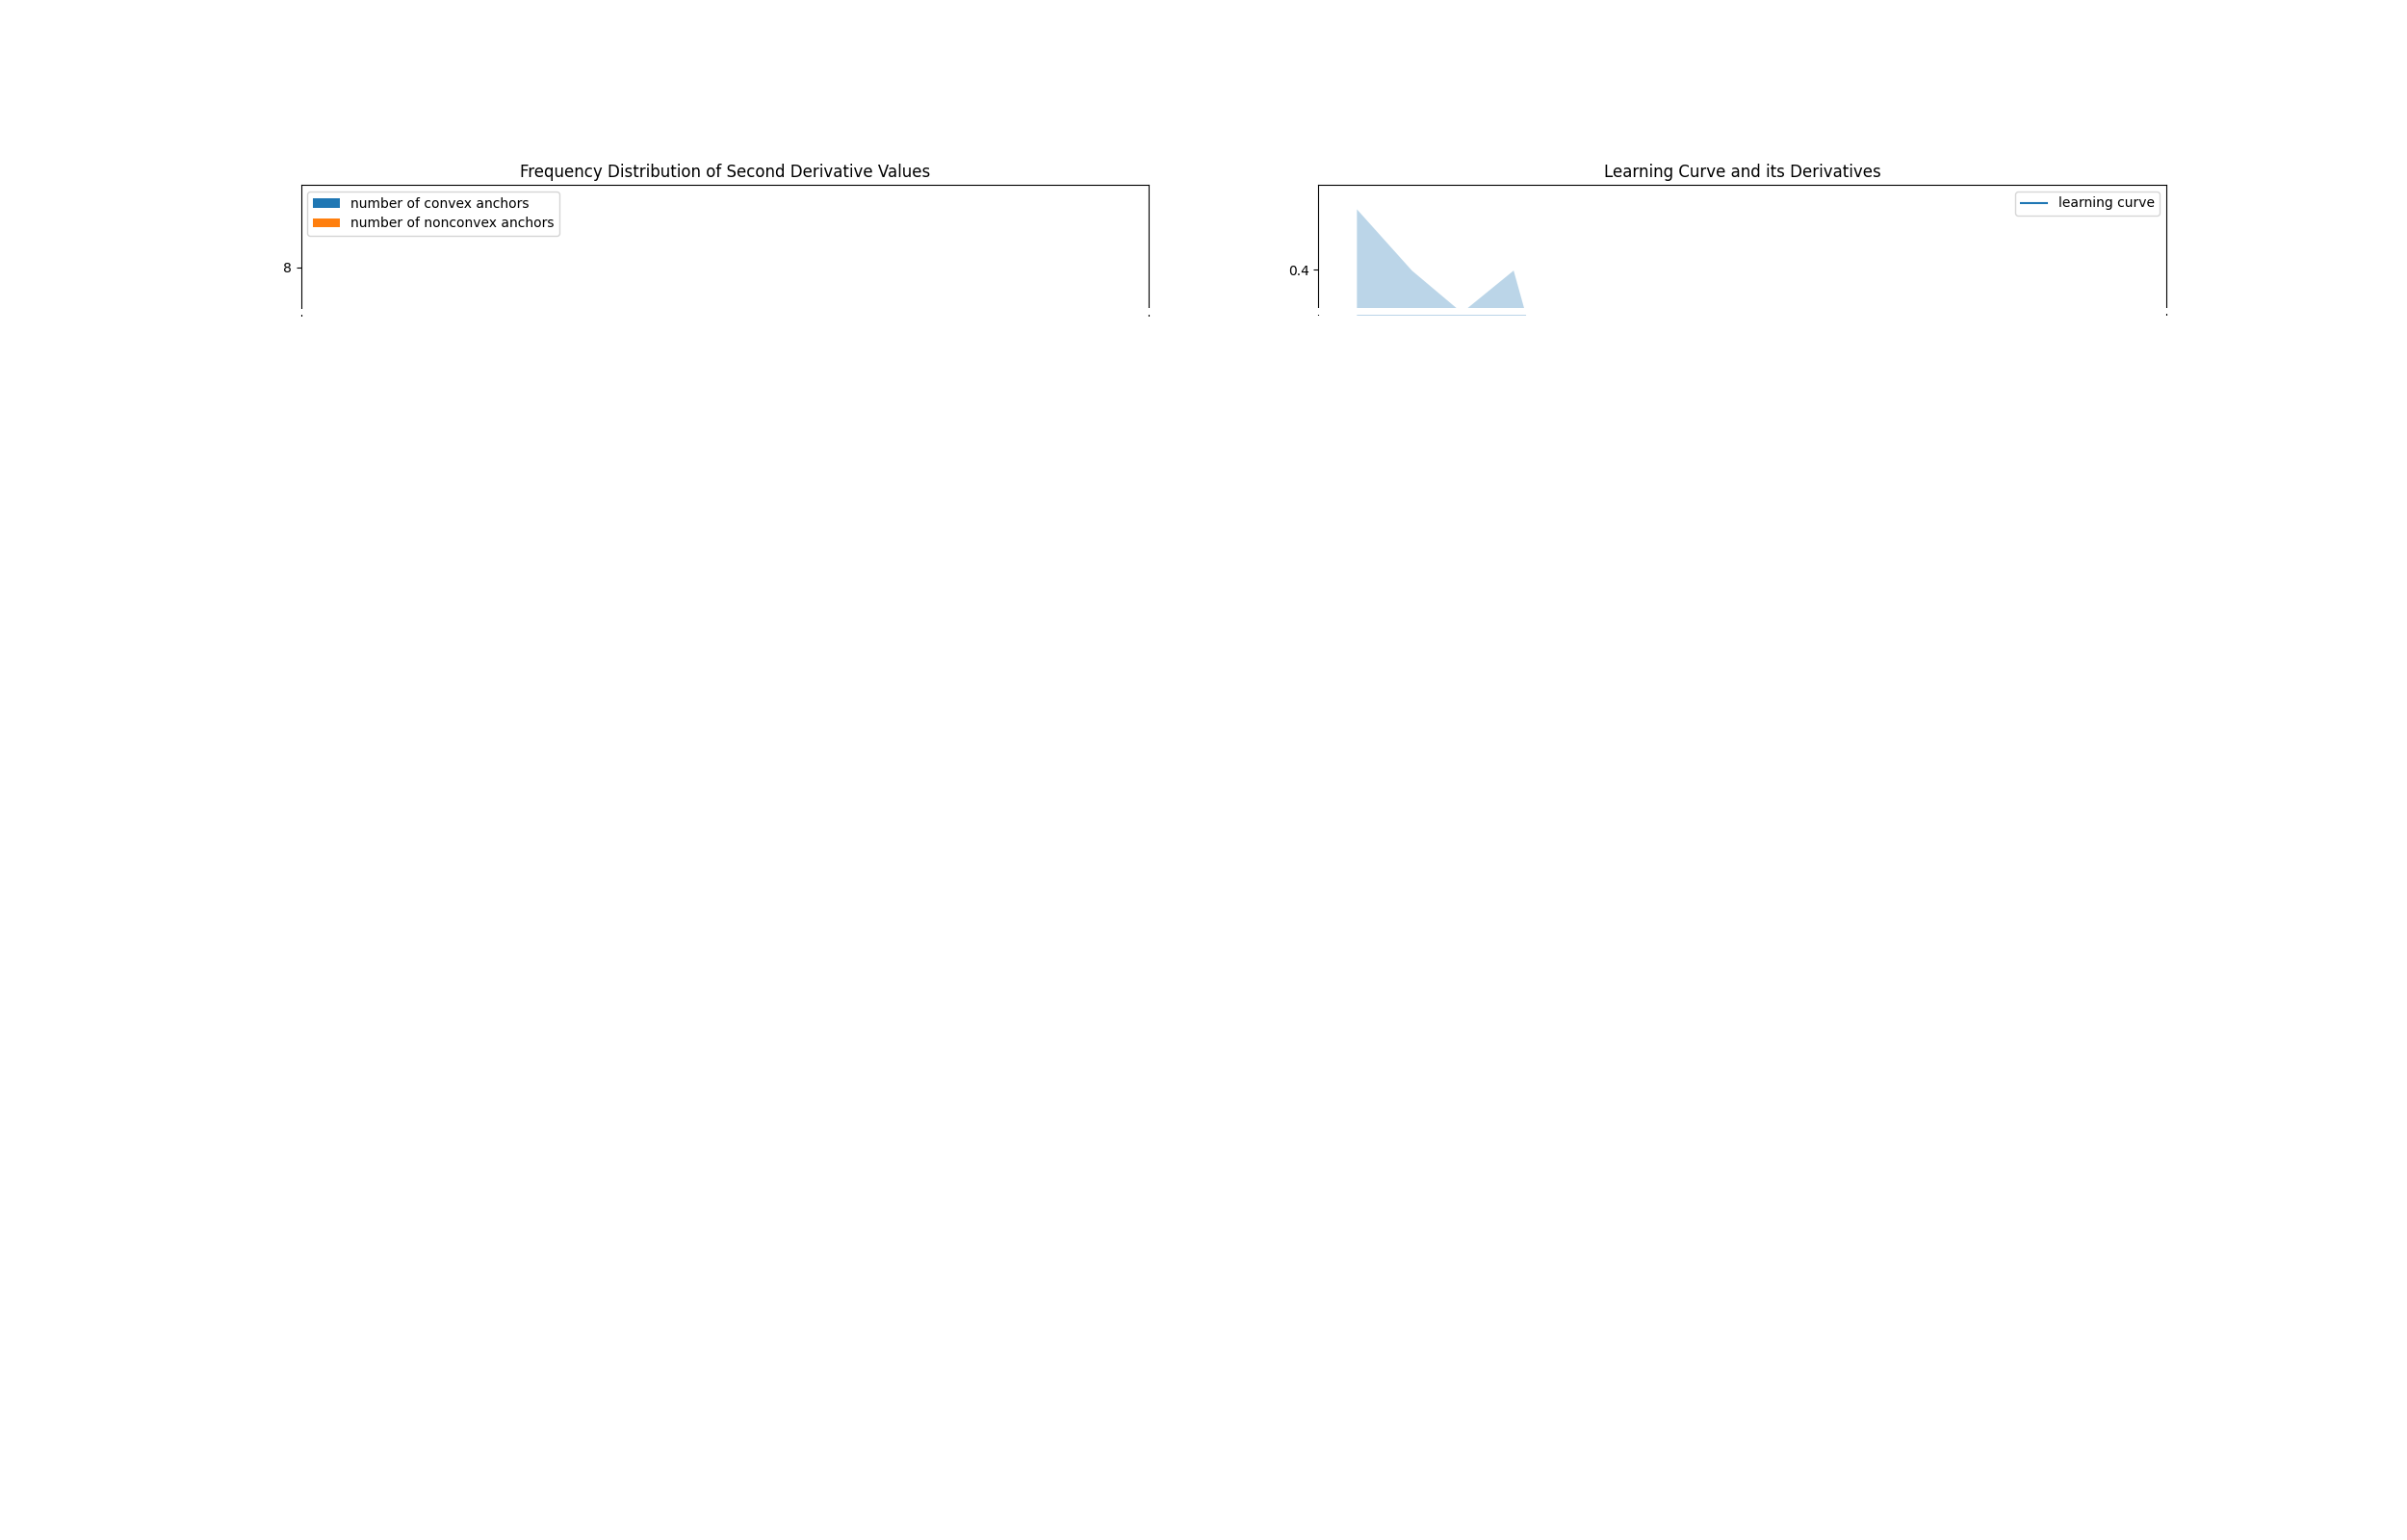 Frequency Distribution of Second Derivative Values
number of convex anchors
number of nonconvex anchors
8
Learning Curve and its Derivatives
learning curve
0.4